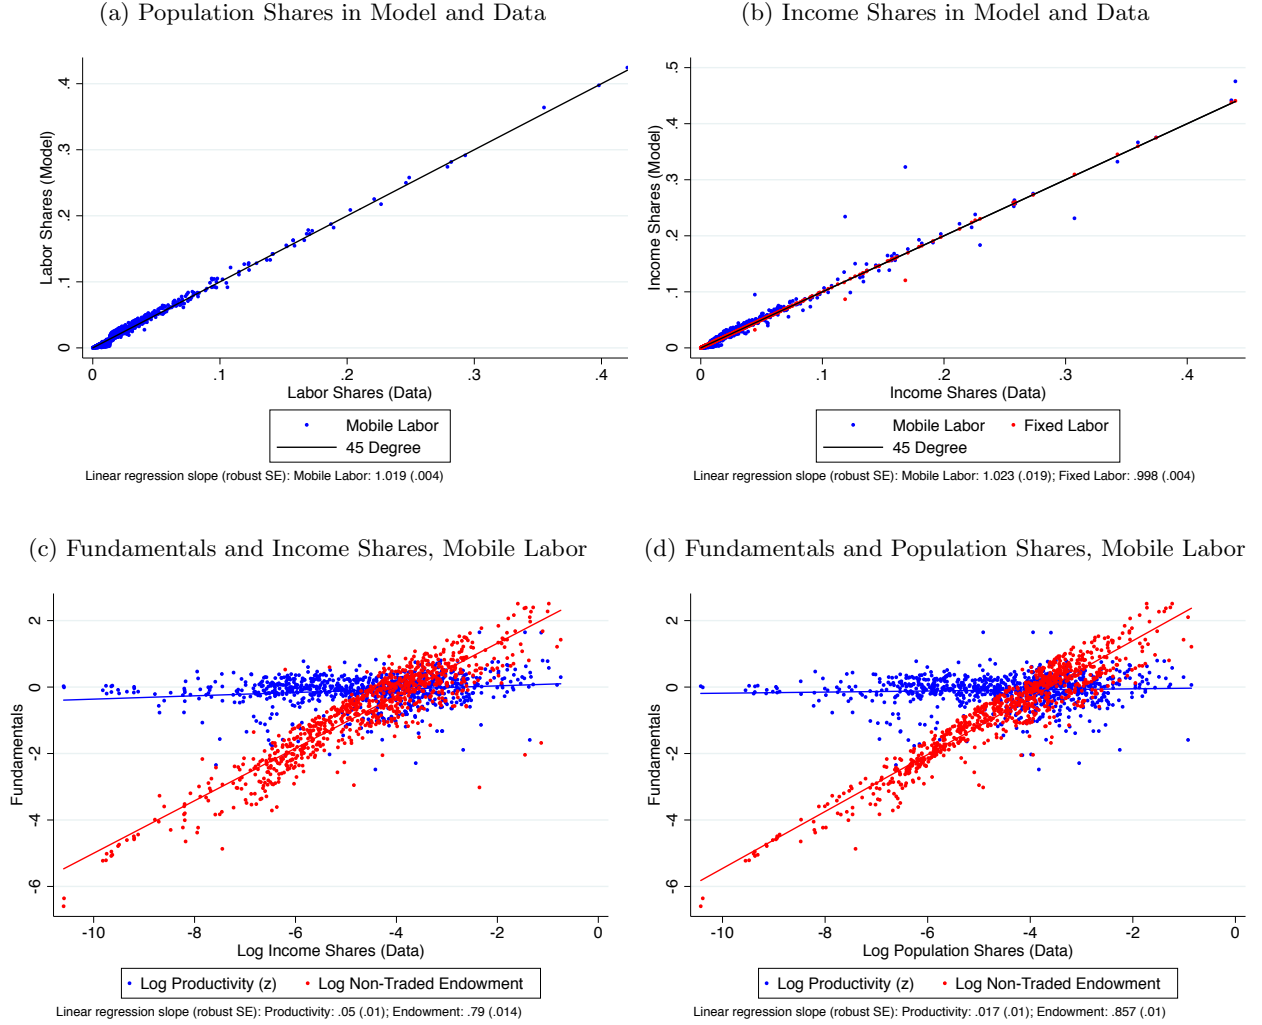 (a) Population Shares in Model and Data
Labor Shares (Model)
.4
.3
.2
.1
0
0 .1 .2 .3 .4
Labor Shares (Data)
Mobile Labor
45 Degree
Linear regression slope (robust SE): Mobile Labor: 1.019 (.004)
(b) Income Shares in Model and Data
Income Shares (Model)
.5
.4
.3
.2
.1
0
0 .1 .2 .3 .4
Income Shares (Data)
Mobile Labor Fixed Labor
45 Degree
Linear regression slope (robust SE): Mobile Labor: 1.023 (.019); Fixed Labor: .998 (.004)
(c) Fundamentals and Income Shares, Mobile Labor
Fundamentals
2
0
-2
-4
-6
-10 -8 -6 -4 -2 0
Log Income Shares (Data)
Log Productivity (z) Log Non-Traded Endowment
Linear regression slope (robust SE): Productivity: .05 (.01); Endowment: .79 (.014)
(d) Fundamentals and Population Shares, Mobile Labor
Fundamentals
2
0
-2
-4
-6
-10 -8 -6 -4 -2 0
Log Population Shares (Data)
Log Productivity (z) Log Non-Traded Endowment
Linear regression slope (robust SE): Productivity: .017 (.01); Endowment: .857 (.01)